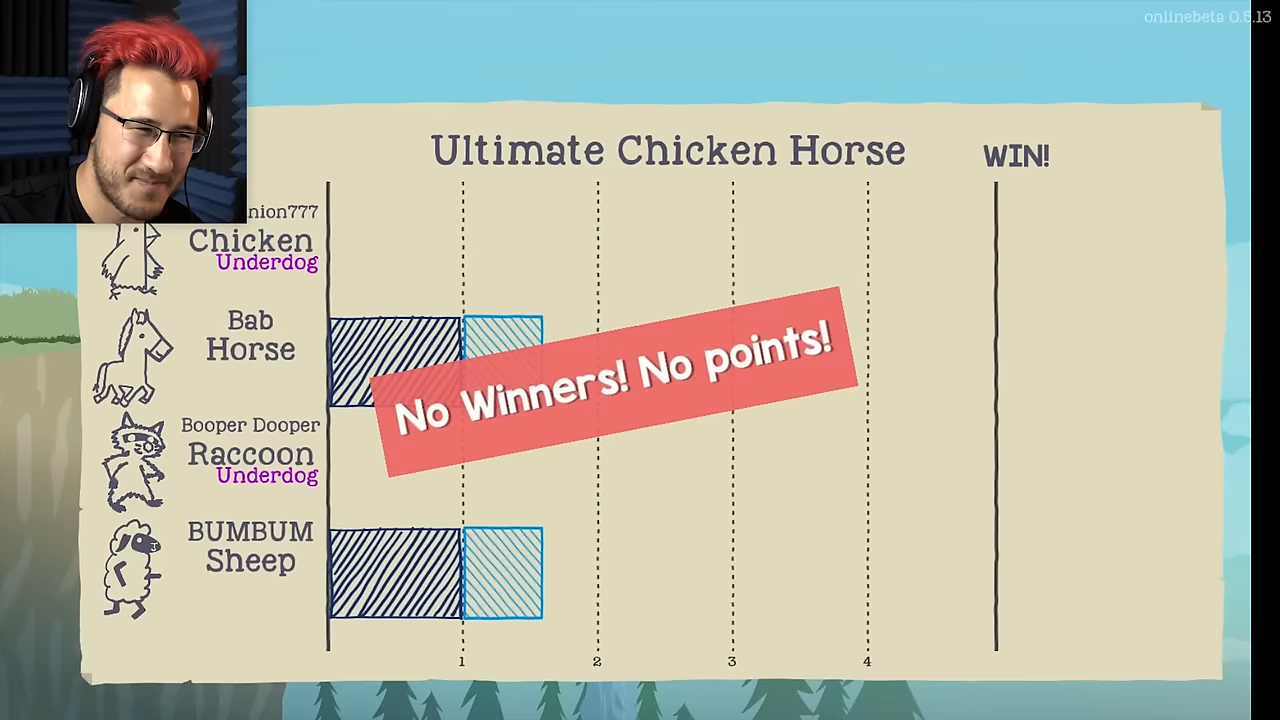 onlinebeta 0.5.13
Ultimate Chicken Horse
WIN!
nion777
Chicken
Underdog
Bab
Horse
No Winners! No points!
Booper Dooper
Raccoon
Underdog
BUMBUM
Sheep
1 2 3 4